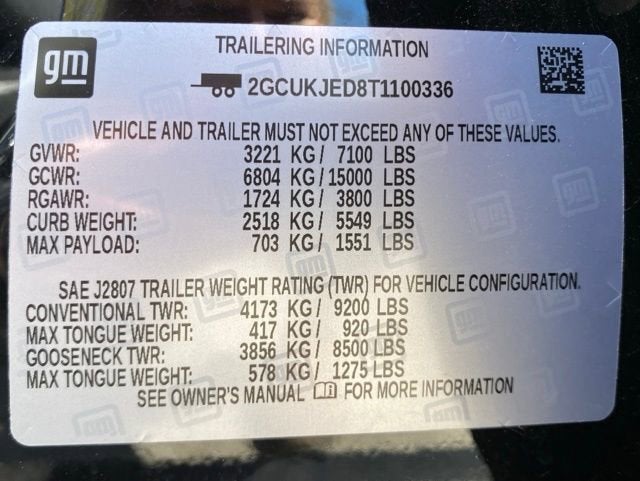 gm
TRAILERING INFORMATION
2GCUKJED8T1100336
VEHICLE AND TRAILER MUST NOT EXCEED ANY OF THESE VALUES.
GVWR: 3221 KG / 7100 LBS
GCWR: 6804 KG / 15000 LBS
RGAWR: 1724 KG / 3800 LBS
CURB WEIGHT: 2518 KG / 5549 LBS
MAX PAYLOAD: 703 KG / 1551 LBS
SAE J2807 TRAILER WEIGHT RATING (TWR) FOR VEHICLE CONFIGURATION.
CONVENTIONAL TWR: 4173 KG / 9200 LBS
MAX TONGUE WEIGHT: 417 KG / 920 LBS
GOOSENECK TWR: 3856 KG / 8500 LBS
MAX TONGUE WEIGHT: 578 KG / 1275 LBS
SEE OWNER'S MANUAL FOR MORE INFORMATION